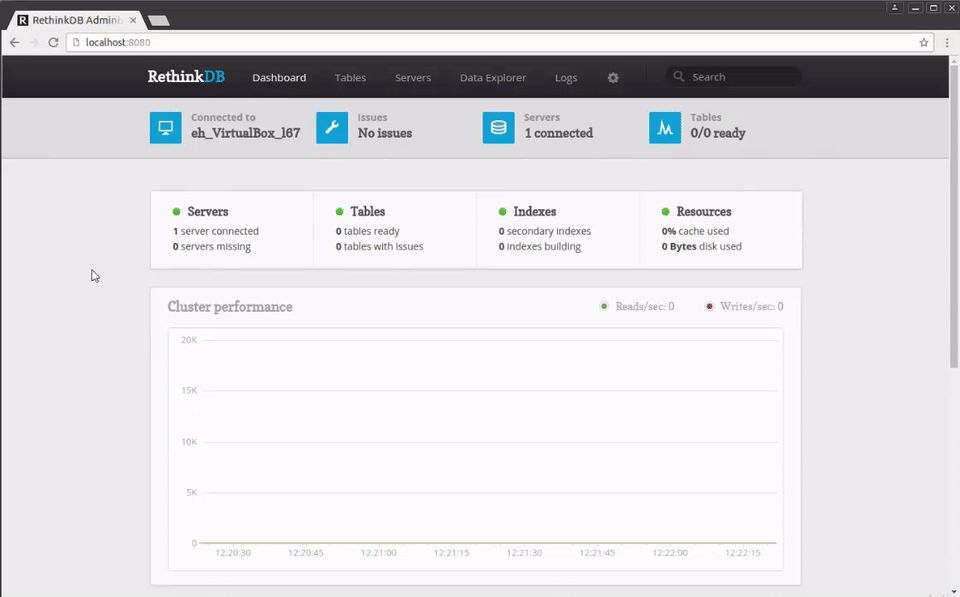 RethinkDB Adminis
localhost:8080
RethinkDB Dashboard Tables Servers Data Explorer Logs Search
Connected to
eh_VirtualBox_l67
Issues
No issues
Servers
1 connected
Tables
0/0 ready
Servers
1 server connected
0 servers missing
Tables
0 tables ready
0 tables with issues
Indexes
0 secondary indexes
0 indexes building
Resources
0% cache used
0 Bytes disk used
Cluster performance
Reads/sec: 0
Writes/sec: 0
20K
15K
10K
5K
0
12:20:30 12:20:45 12:21:00 12:21:15 12:21:30 12:21:45 12:22:00 12:22:15